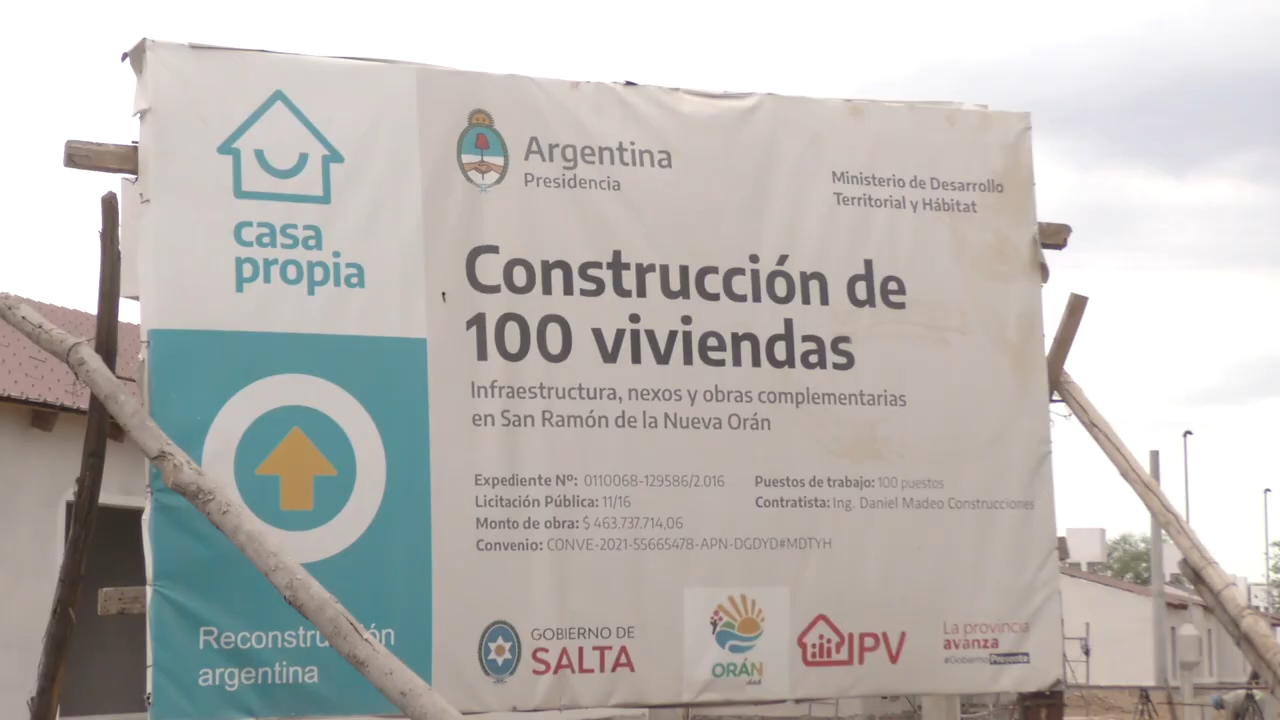 casa
propia
Argentina
Presidencia
Ministerio de Desarrollo
Territorial y Hábitat
Construcción de
100 viviendas
Infraestructura, nexos y obras complementarias
en San Ramón de la Nueva Orán
Expediente Nº: 0110068-129586/2.016
Licitación Pública: 11/16
Monto de obra: $ 463.737.714,06
Convenio: CONVE-2021-55665478-APN-DGDYD#MDTYH
Puestos de trabajo: 100 puestos
Contratista: Ing. Daniel Madeo Construcciones
Reconstrucción
argentina
GOBIERNO DE
SALTA
ORÁN
IPV
La provincia
avanza
#Gobierno